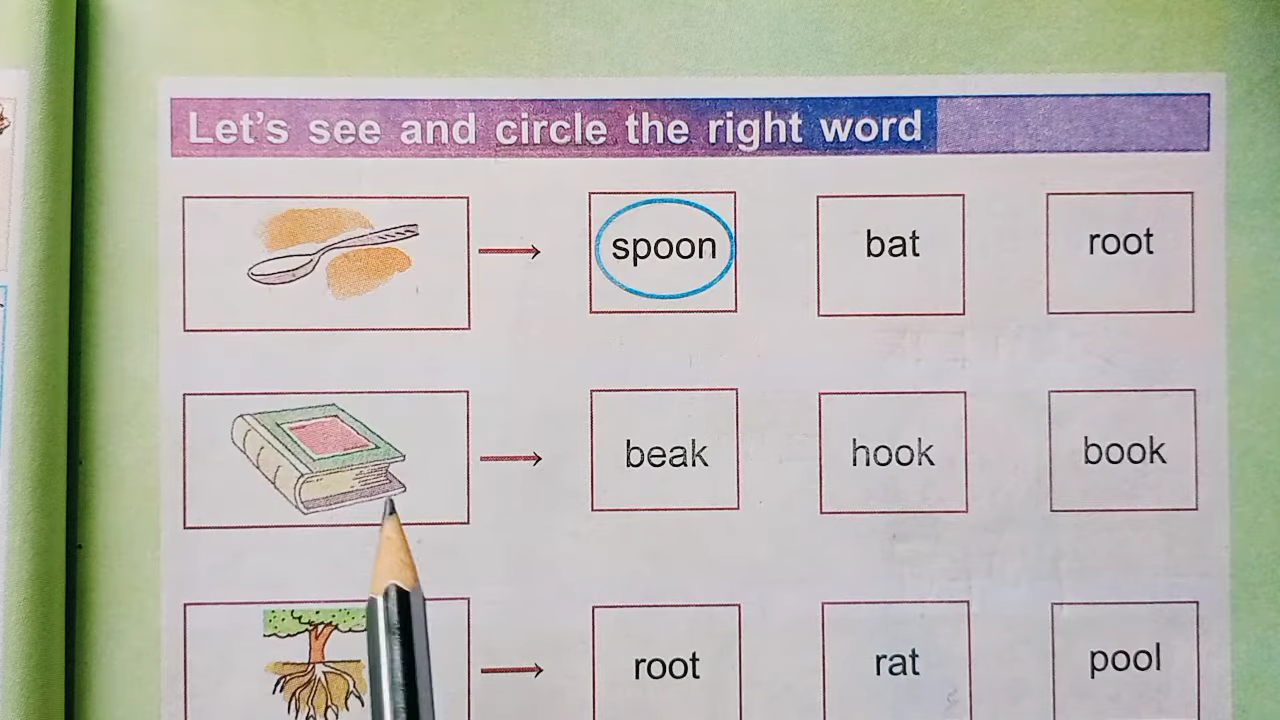 Let's see and circle the right word
spoon bat root
beak hook book
root rat pool